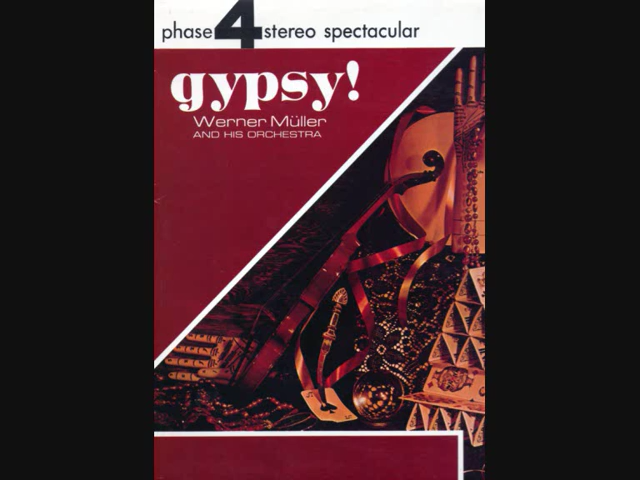 phase 4 stereo spectacular
gypsy!
Werner Müller
AND HIS ORCHESTRA